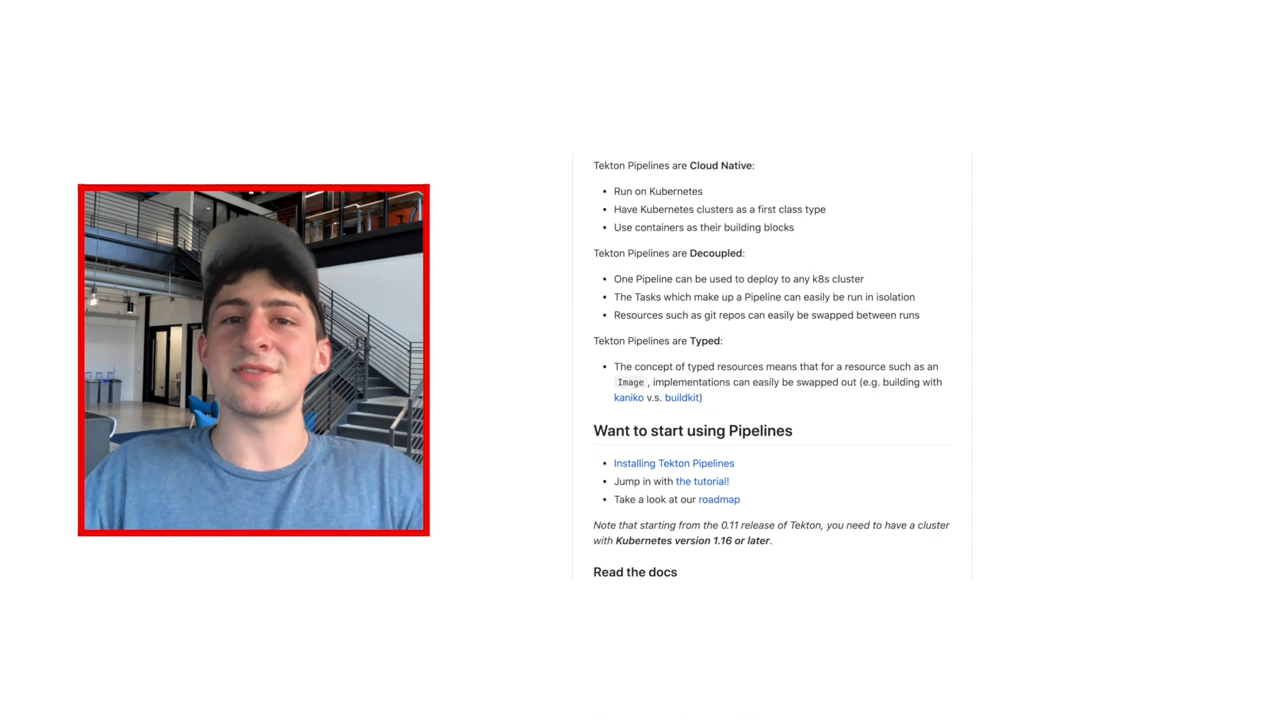 Tekton Pipelines are Cloud Native:
Run on Kubernetes
Have Kubernetes clusters as a first class type
Use containers as their building blocks
Tekton Pipelines are Decoupled:
One Pipeline can be used to deploy to any k8s cluster
The Tasks which make up a Pipeline can easily be run in isolation
Resources such as git repos can easily be swapped between runs
Tekton Pipelines are Typed:
The concept of typed resources means that for a resource such as an
Image, implementations can easily be swapped out (e.g. building with
kaniko v.s. buildkit)
Want to start using Pipelines
Installing Tekton Pipelines
Jump in with the tutorial!
Take a look at our roadmap
Note that starting from the 0.11 release of Tekton, you need to have a cluster
with Kubernetes version 1.16 or later.
Read the docs